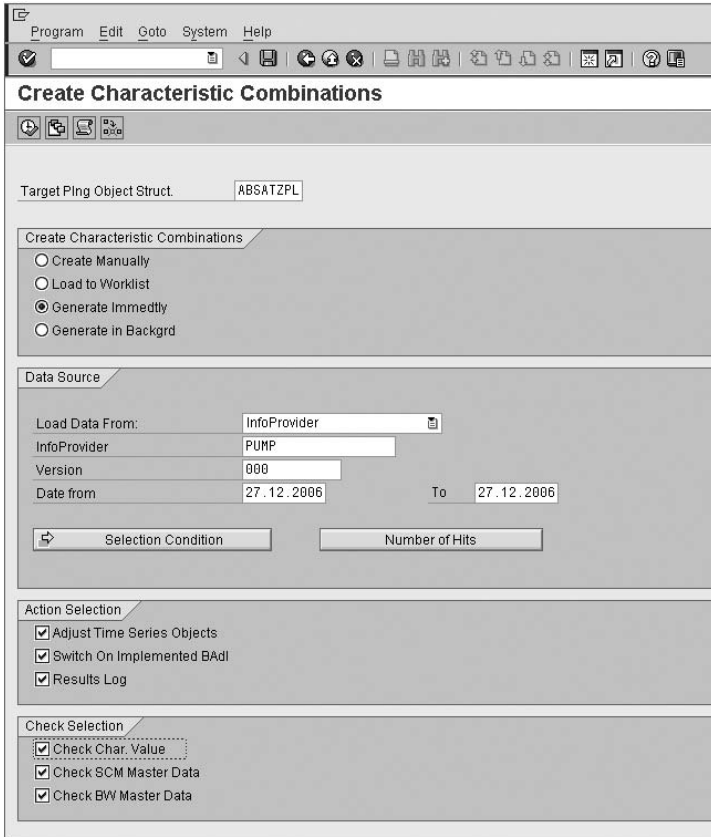 Program Edit Goto System Help
Create Characteristic Combinations
Target Plng Object Struct. ABSATZPL
Create Characteristic Combinations
Create Manually
Load to Worklist
Generate Immedtly
Generate in Backgrd
Data Source
Load Data From: InfoProvider
InfoProvider PUMP
Version 000
Date from 27.12.2006 To 27.12.2006
Selection Condition Number of Hits
Action Selection
Adjust Time Series Objects
Switch On Implemented BAdI
Results Log
Check Selection
Check Char. Value
Check SCM Master Data
Check BW Master Data